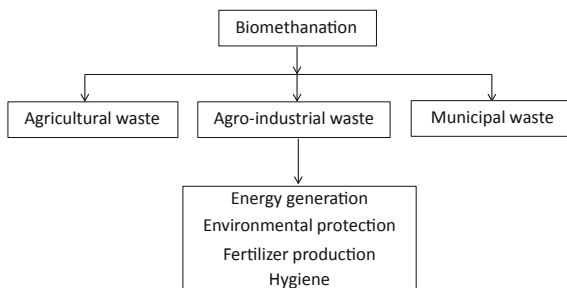 Biomethanation
Agricultural waste
Agro-industrial waste
Municipal waste
Energy generation
Environmental protection
Fertilizer production
Hygiene